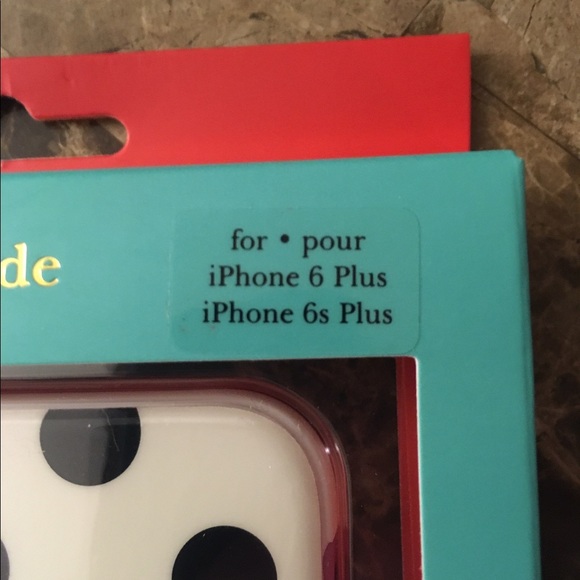 de
for • pour
iPhone 6 Plus
iPhone 6s Plus